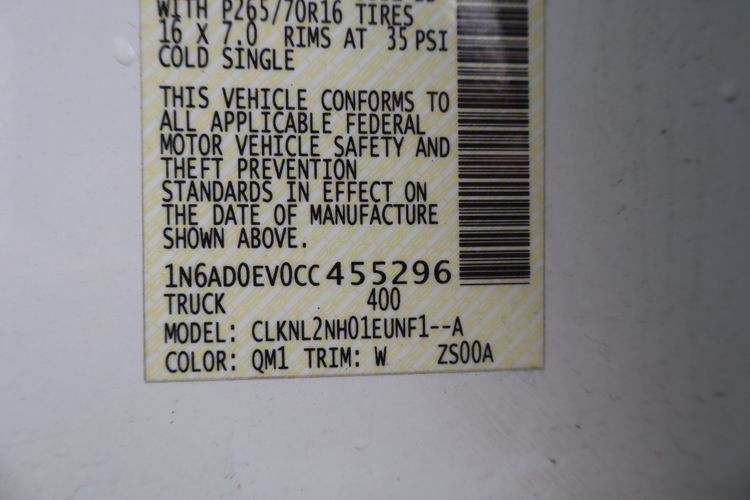 WITH P265/70R16 TIRES
16 X 7.0 RIMS AT 35 PSI
COLD SINGLE
THIS VEHICLE CONFORMS TO
ALL APPLICABLE FEDERAL
MOTOR VEHICLE SAFETY AND
THEFT PREVENTION
STANDARDS IN EFFECT ON
THE DATE OF MANUFACTURE
SHOWN ABOVE.
1N6AD0EV0CC455296
TRUCK 400
MODEL: CLKNL2NH01EUNF1--A
COLOR: QM1 TRIM: W ZS00A